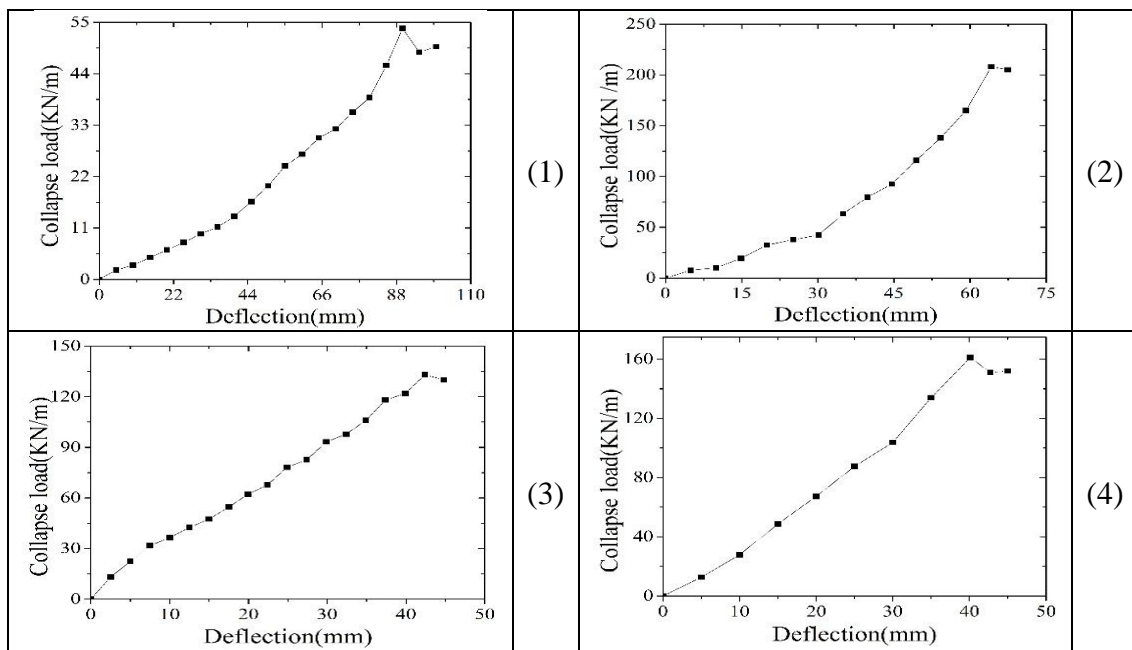 55
44
33
22
11
0
0 22 44 66 88 110
Collapse load(KN/m)
Deflection(mm)
(1)
250
200
150
100
50
0
0 15 30 45 60 75
Collapse load(KN /m)
Deflection(mm)
(2)
150
120
90
60
30
0
0 10 20 30 40 50
Collapse load(KN/m)
Deflection(mm)
(3)
160
120
80
40
0
0 10 20 30 40 50
Collapse load(KN/m)
Deflection(mm)
(4)